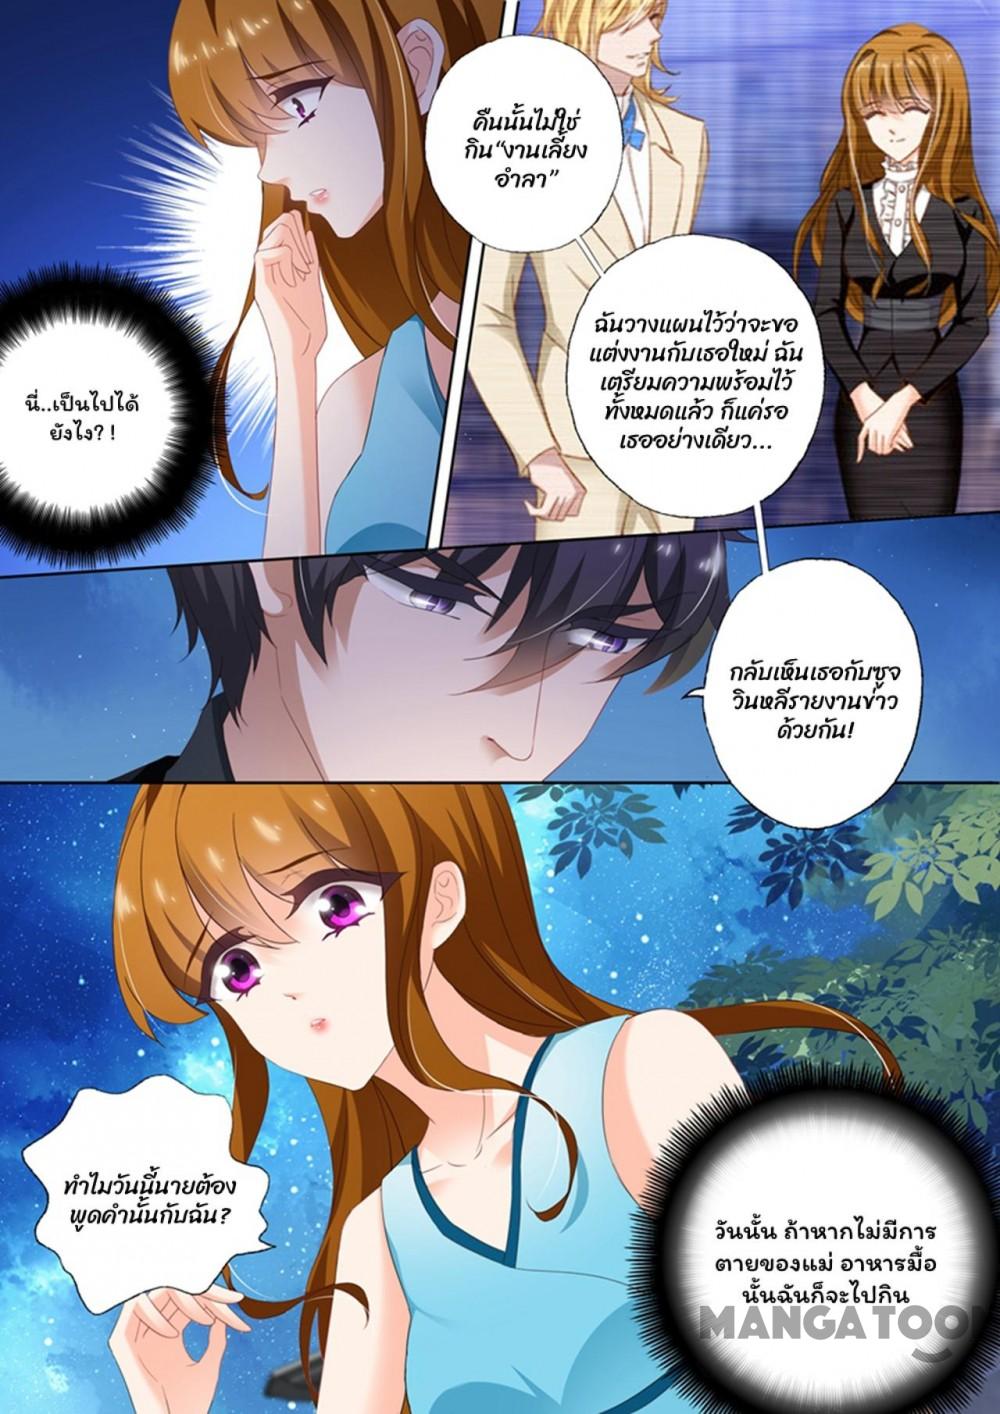 คืนนั้นไม่ใช่
กิน“งานเลี้ยง
อำลา”
ฉันวางแผนไว้ว่าจะขอ
แต่งงานกับเธอใหม่ ฉัน
เตรียมความพร้อมไว้
ทั้งหมดแล้ว ก็แค่รอ
เธออย่างเดียว...
นี่..เป็นไปได้
ยังไง?!
กลับเห็นเธอกับซูจ
วินหลีรายงานข่าว
ด้วยกัน!
ทำไมวันนี้นายต้อง
พูดคำนั้นกับฉัน?
วันนั้น ถ้าหากไม่มีการ
ตายของแม่ อาหารมื้อ
นั้นฉันก็จะไปกิน
MANGATOON